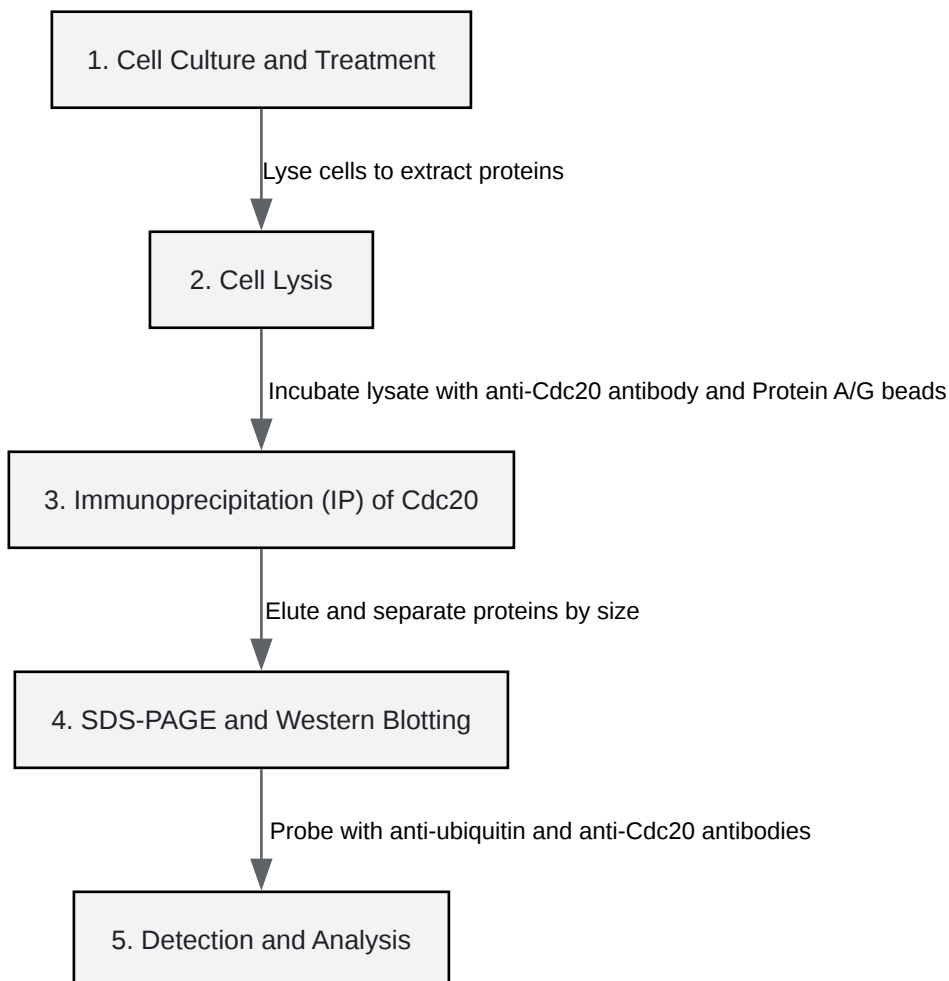 1. Cell Culture and Treatment
Lyse cells to extract proteins
2. Cell Lysis
Incubate lysate with anti-Cdc20 antibody and Protein A/G beads
3. Immunoprecipitation (IP) of Cdc20
Elute and separate proteins by size
4. SDS-PAGE and Western Blotting
Probe with anti-ubiquitin and anti-Cdc20 antibodies
5. Detection and Analysis